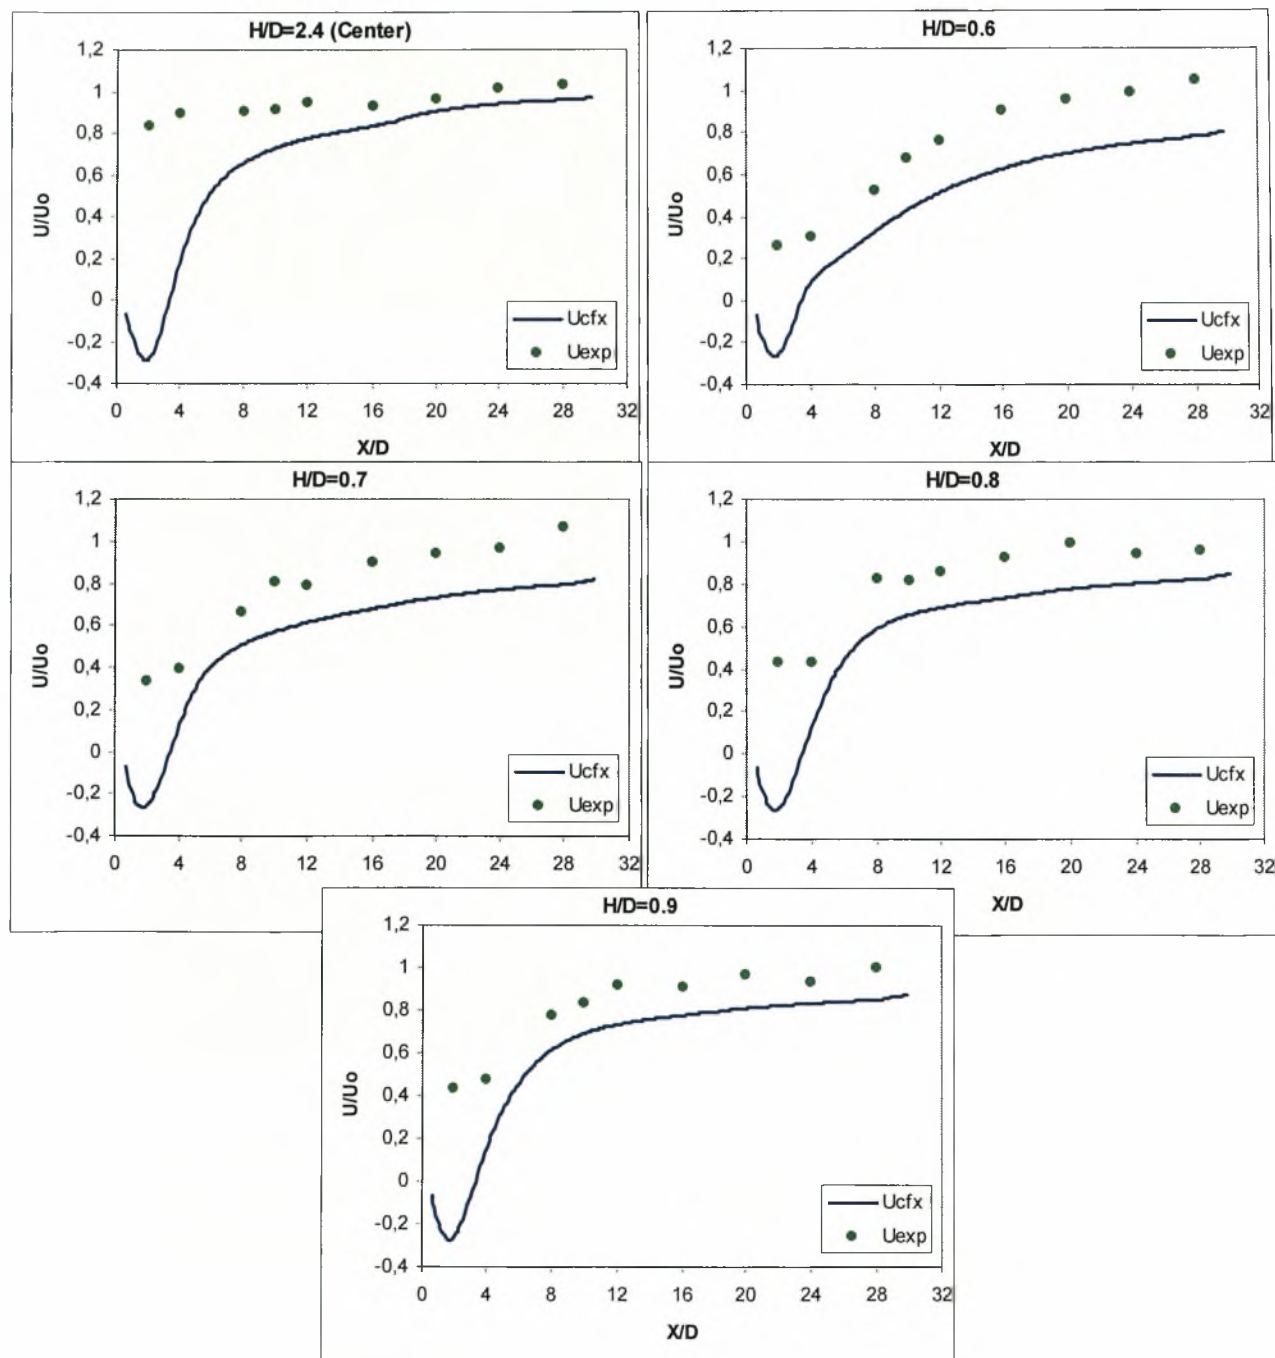 H/D=2.4 (Center)
1,2
1
0,8
0,6
0,4
0,2
0
-0,2
-0,4
U/Uo
0 4 8 12 16 20 24 28 32
X/D
Ucfx
Uexp
H/D=0.6
1,2
1
0,8
0,6
0,4
0,2
0
-0,2
-0,4
U/Uo
0 4 8 12 16 20 24 28 32
X/D
Ucfx
Uexp
H/D=0.7
1,2
1
0,8
0,6
0,4
0,2
0
-0,2
-0,4
U/Uo
0 4 8 12 16 20 24 28 32
Ucfx
Uexp
H/D=0.8
1,2
1
0,8
0,6
0,4
0,2
0
-0,2
-0,4
U/Uo
0 4 8 12 16 20 24 28 32
X/D
Ucfx
Uexp
H/D=0.9
1,2
1
0,8
0,6
0,4
0,2
0
-0,2
-0,4
U/Uo
0 4 8 12 16 20 24 28 32
X/D
Ucfx
Uexp